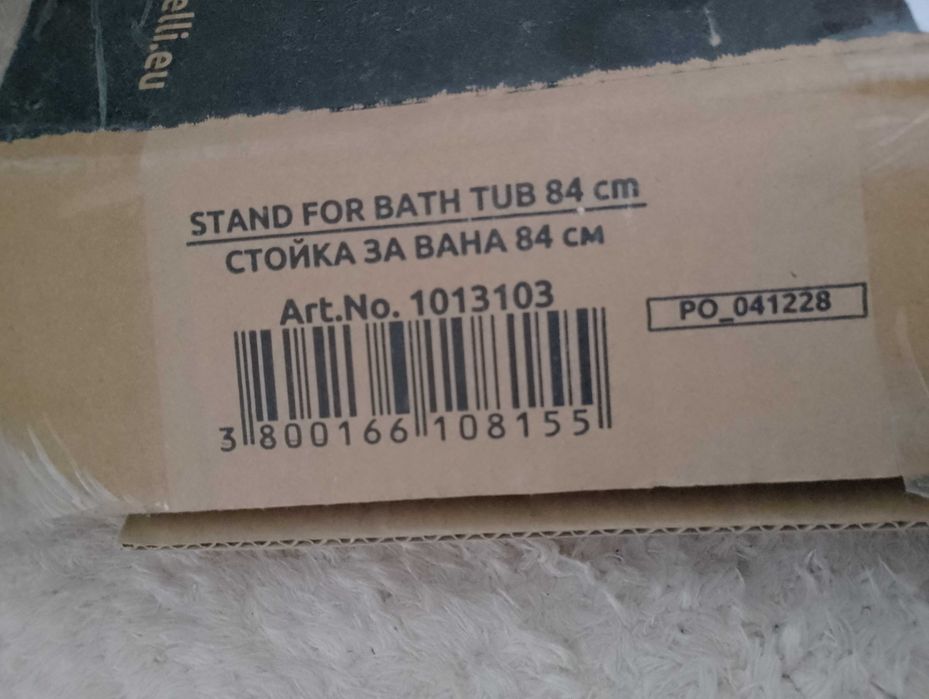 elli.eu
STAND FOR BATH TUB 84 cm
СТОЙКА ЗА ВАНА 84 см
Art.No. 1013103
PO_041228
3 800166 108155